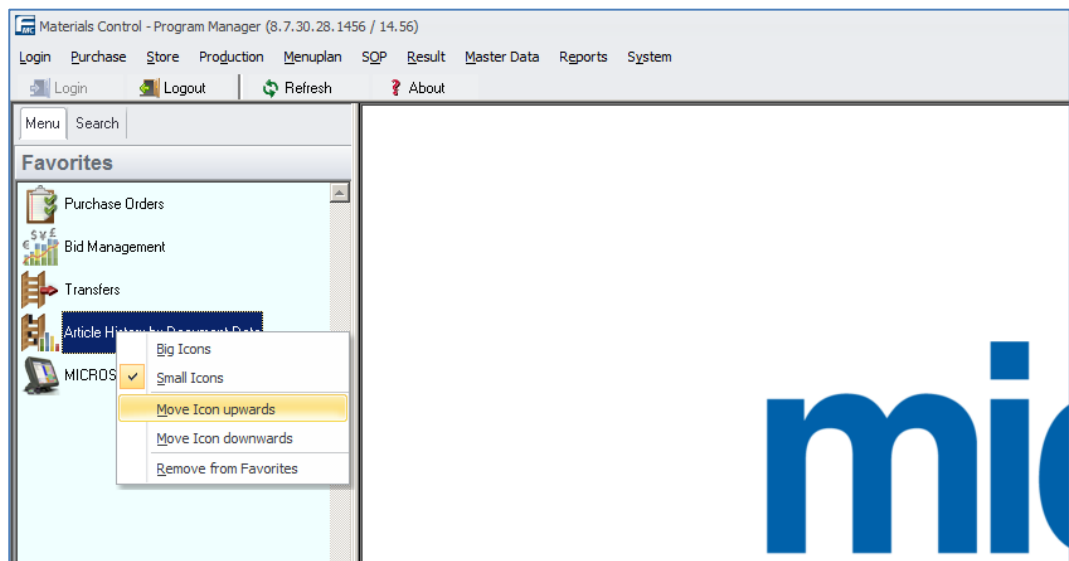 Materials Control - Program Manager (8.7.30.28.1456 / 14.56)
Login Purchase Store Production Menuplan SOP Result Master Data Reports System
Login Logout Refresh About
Menu Search
Favorites
Purchase Orders
Bid Management
Transfers
Article History by Document Date
MICROS
Big Icons
Small Icons
Move Icon upwards
Move Icon downwards
Remove from Favorites
mic